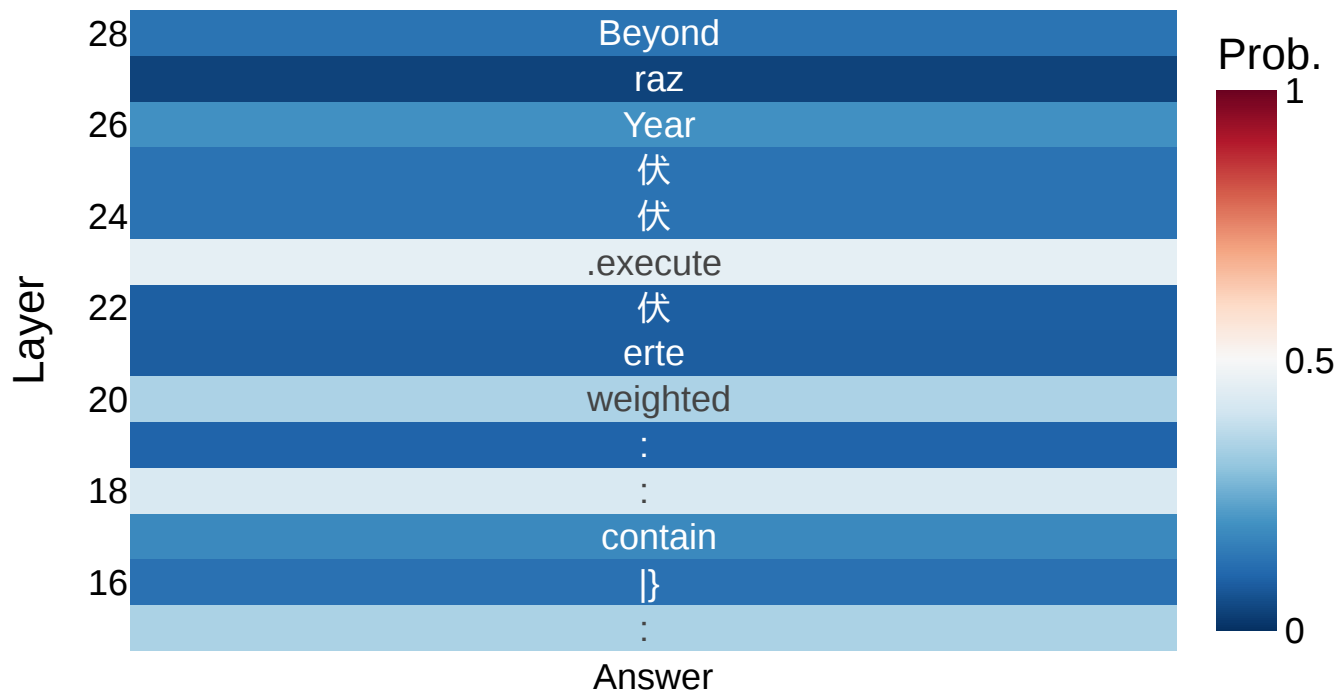 28 Beyond
raz
26 Year
伏
24 伏
.execute
22 伏
erte
20 weighted
:
18 :
contain
16 |}
:
Answer
Layer
Prob.
1
0.5
0